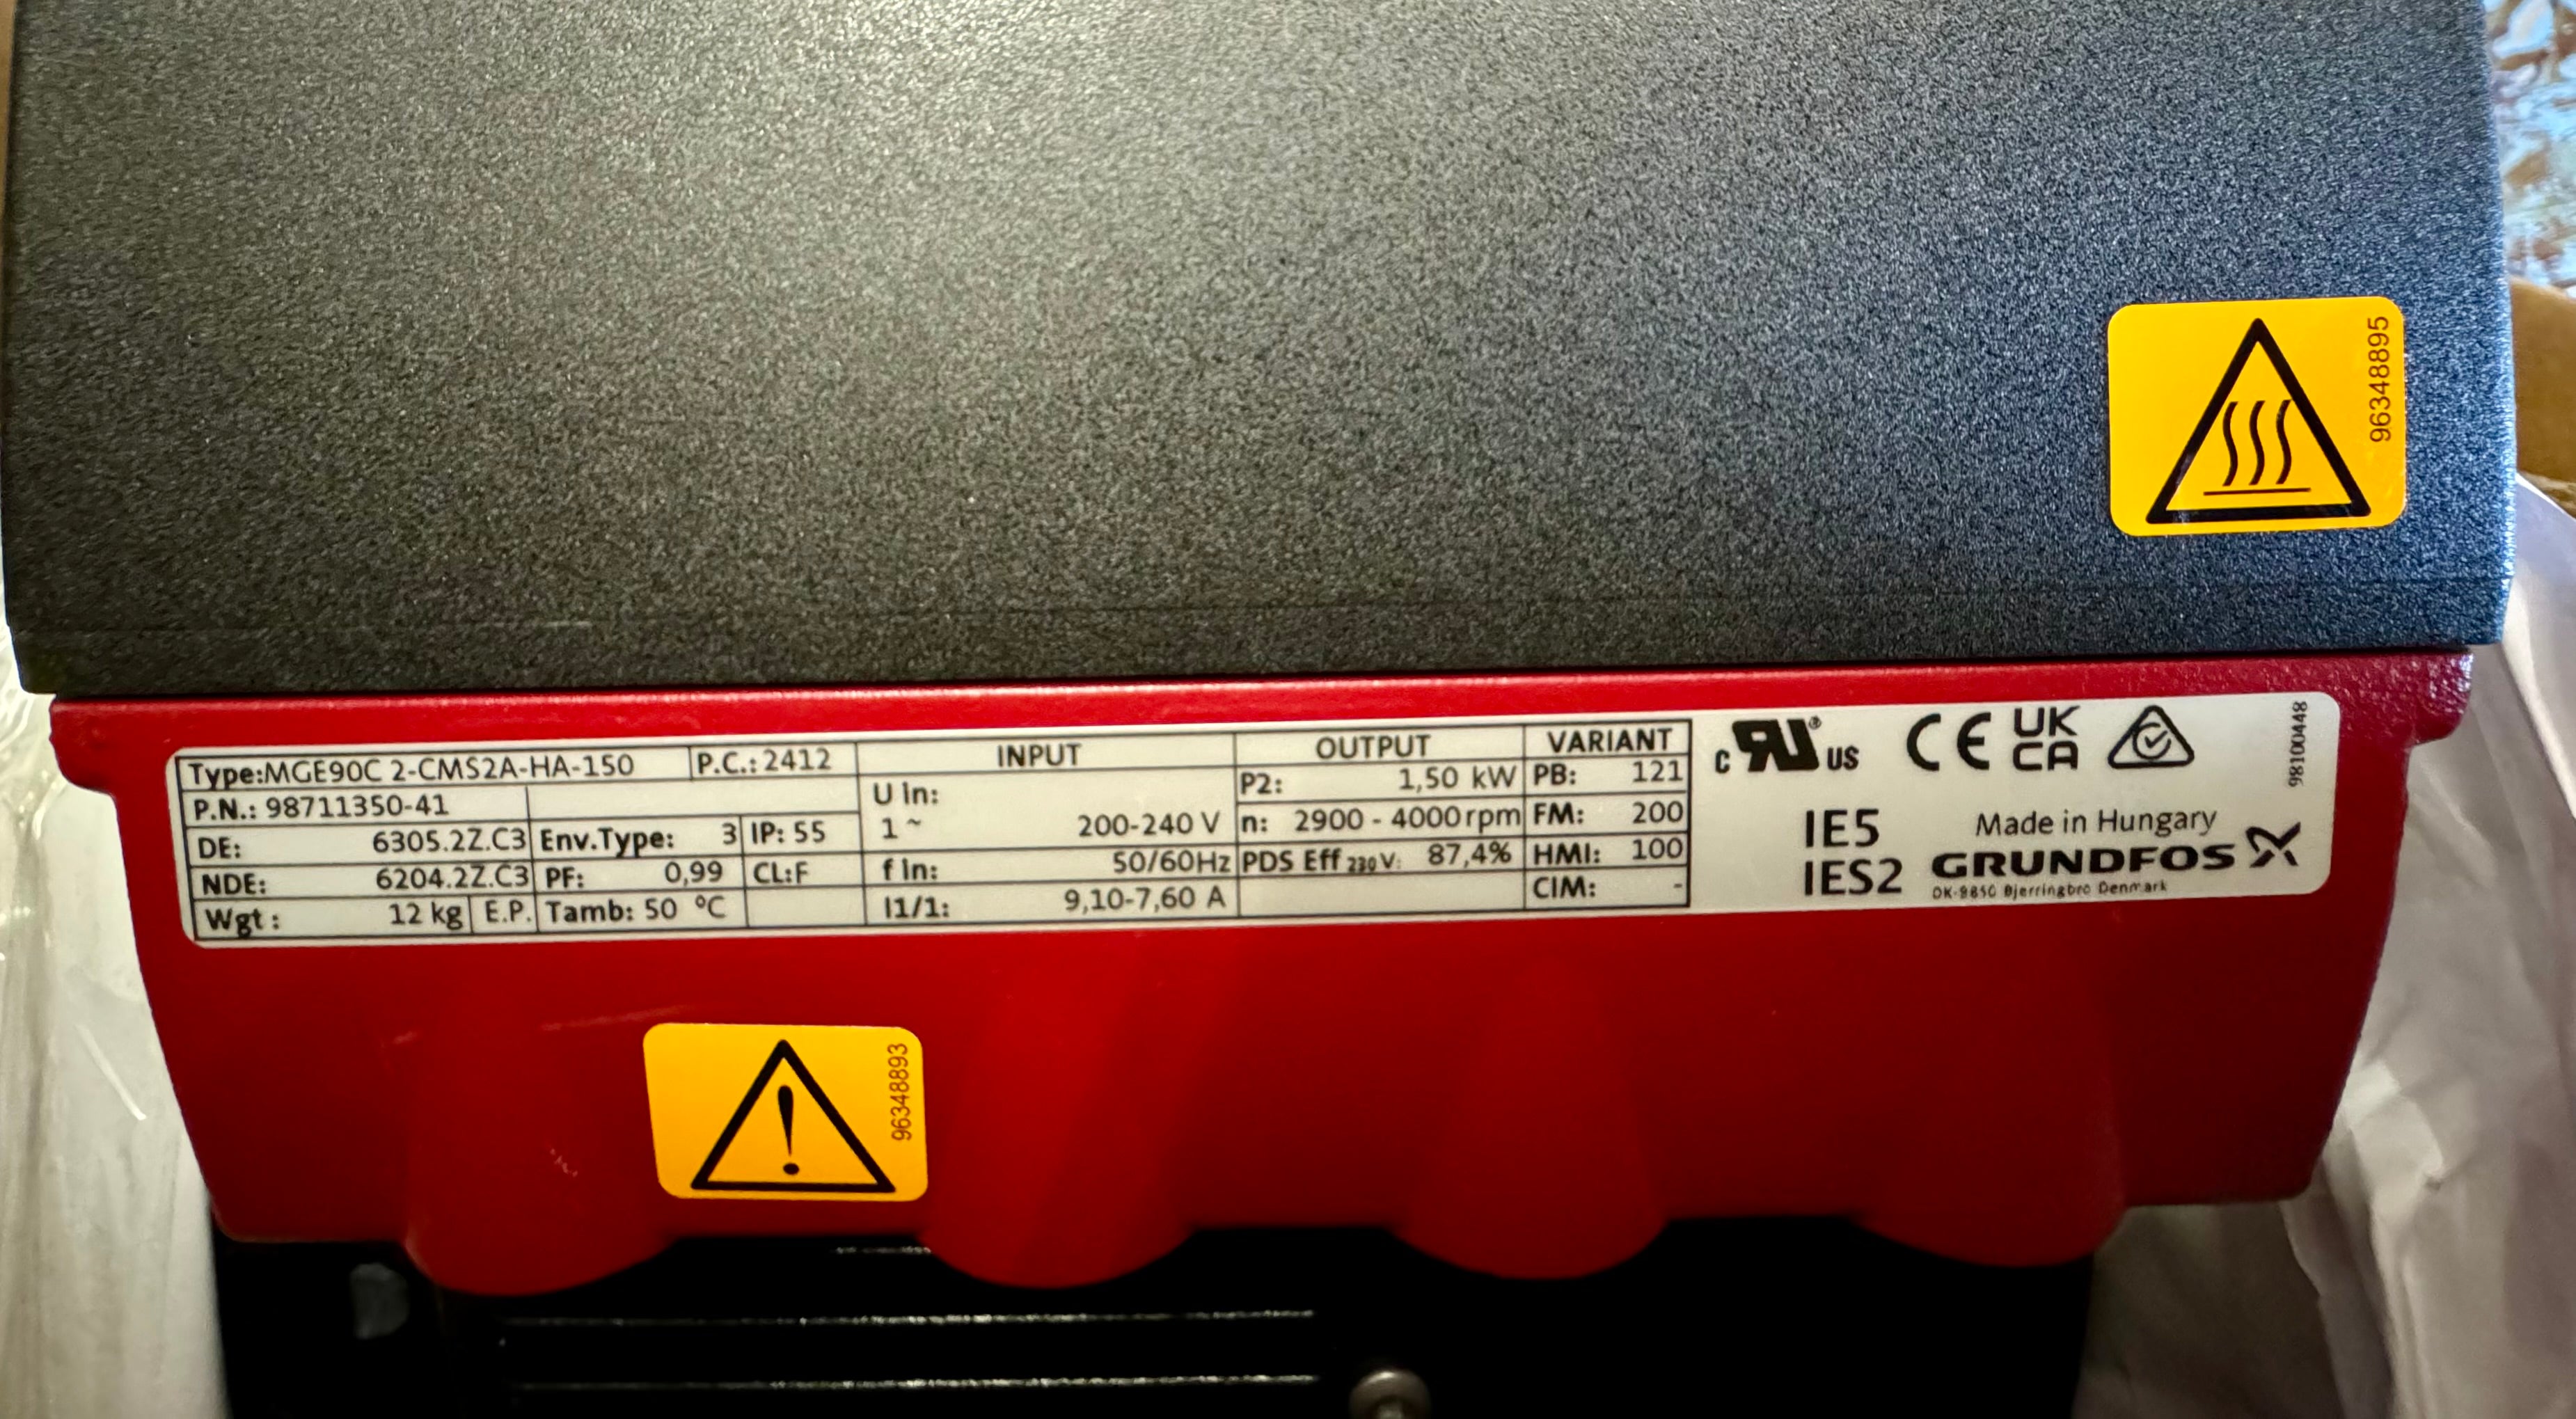 96348895
Type:MGE90C 2-CMS2A-HA-150 P.C.:2412
P.N.: 98711350-41
DE: 6305.2Z.C3 Env.Type: 3 IP: 55
NDE: 6204.2Z.C3 PF: 0,99 CL:F
Wgt : 12 kg E.P. Tamb: 50 °C
INPUT
U in:
1 ~ 200-240 V
f in: 50/60Hz
I1/1: 9,10-7,60 A
OUTPUT
P2: 1,50 kW
n: 2900 - 4000rpm
PDS Eff 230 V: 87,4%
VARIANT
PB: 121
FM: 200
HMI: 100
CIM: -
c RU ® US CE UK CA
98100448
IE5
IES2
Made in Hungary
GRUNDFOS
DK-8850 Bjerringbro Denmark
96348893